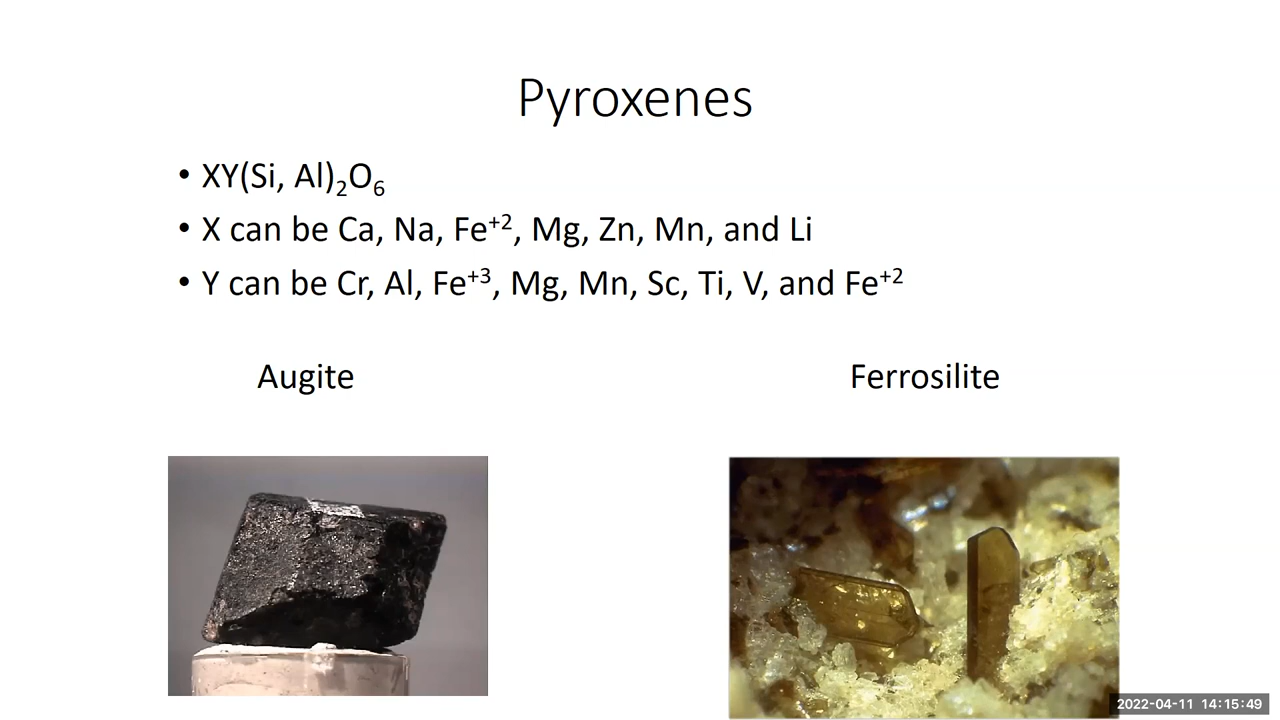 Pyroxenes
• XY(Si, Al)₂O₆
• X can be Ca, Na, Fe⁺², Mg, Zn, Mn, and Li
• Y can be Cr, Al, Fe⁺³, Mg, Mn, Sc, Ti, V, and Fe⁺²
Augite
Ferrosilite
2022-04-11 14:15:49